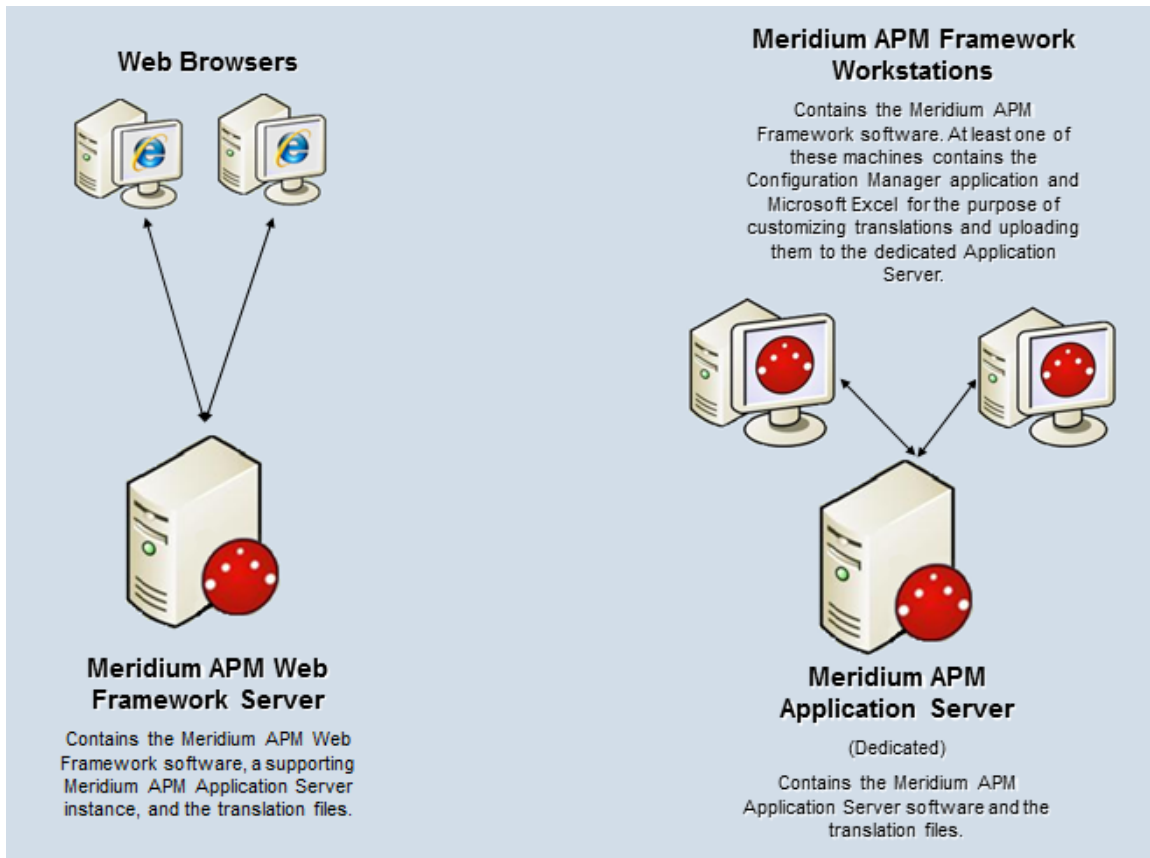 Web Browsers
Meridium APM Framework
Workstations
Contains the Meridium APM
Framework software. At least one of
these machines contains the
Configuration Manager application and
Microsoft Excel for the purpose of
customizing translations and uploading
them to the dedicated Application
Server.
Meridium APM Web
Framework Server
Contains the Meridium APM Web
Framework software, a supporting
Meridium APM Application Server
instance, and the translation files.
Meridium APM
Application Server
(Dedicated)
Contains the Meridium APM
Application Server software and the
translation files.